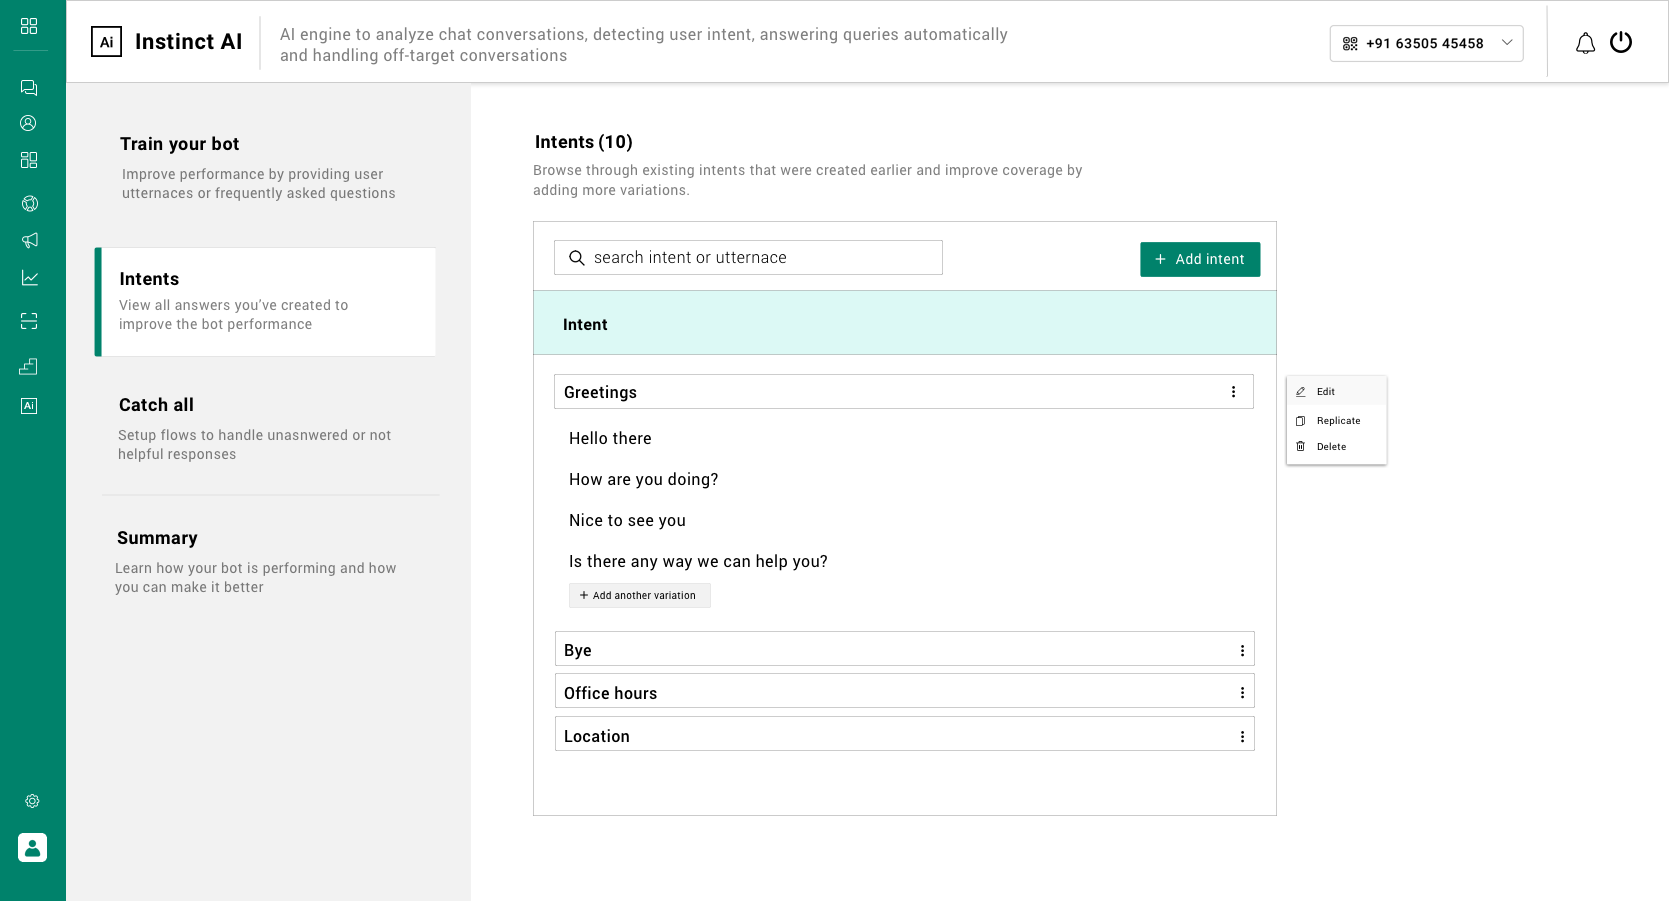 Ai Instinct AI
AI engine to analyze chat conversations, detecting user intent, answering queries automatically
and handling off-target conversations
+91 63505 45458
Train your bot
Improve performance by providing user
utternaces or frequently asked questions
Intents
View all answers you’ve created to
improve the bot performance
Catch all
Setup flows to handle unasnwered or not
helpful responses
Summary
Learn how your bot is performing and how
you can make it better
Ai
Intents (10)
Browse through existing intents that were created earlier and improve coverage by
adding more variations.
search intent or utternace
+ Add intent
Intent
Greetings
Hello there
How are you doing?
Nice to see you
Is there any way we can help you?
+ Add another variation
Bye
Office hours
Location
Edit
Replicate
Delete